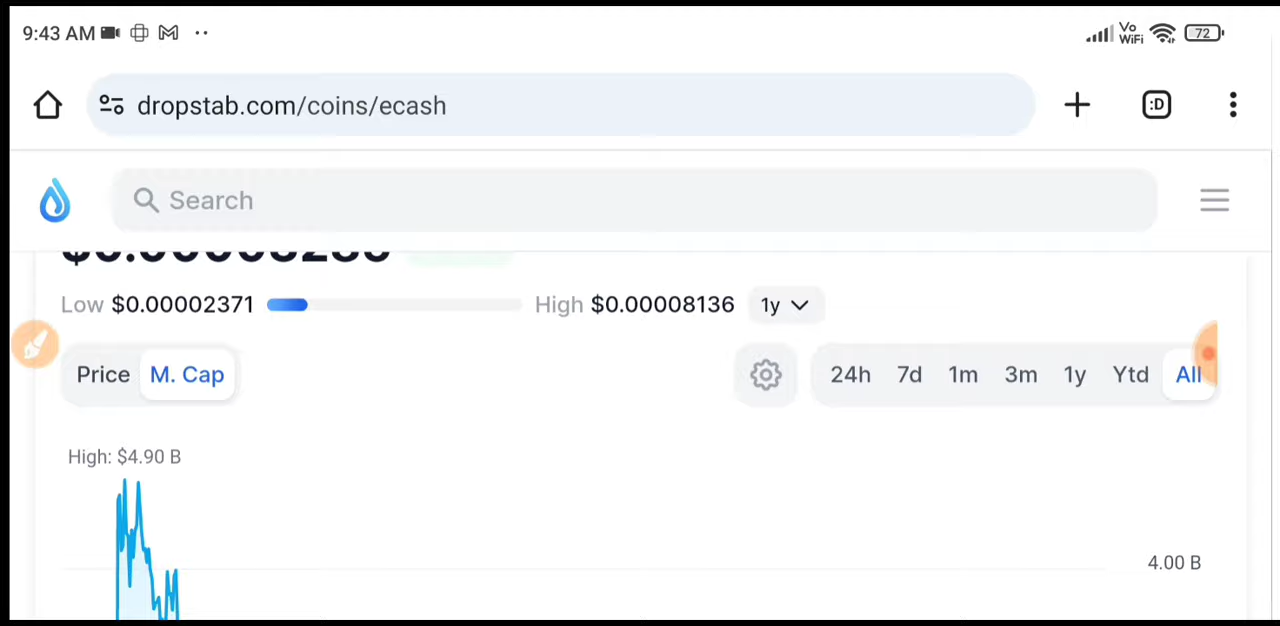 9:43 AM
Vo
WiFi
72
dropstab.com/coins/ecash
:D
Search
Low $0.00002371 High $0.00008136 1y
Price M. Cap 24h 7d 1m 3m 1y Ytd All
High: $4.90 B
4.00 B